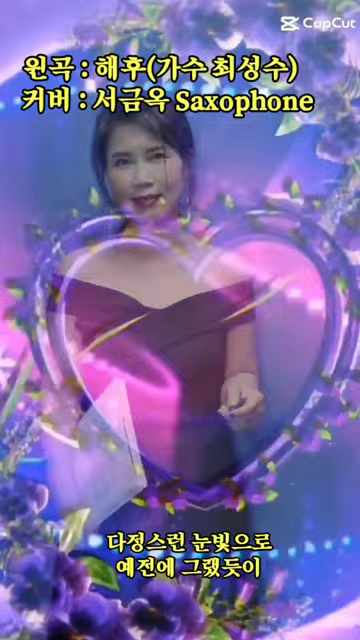 CapCut
원곡 : 해후(가수 최성수)
커버 : 서금옥 Saxophone
다정스런 눈빛으로
예전에 그랬듯이